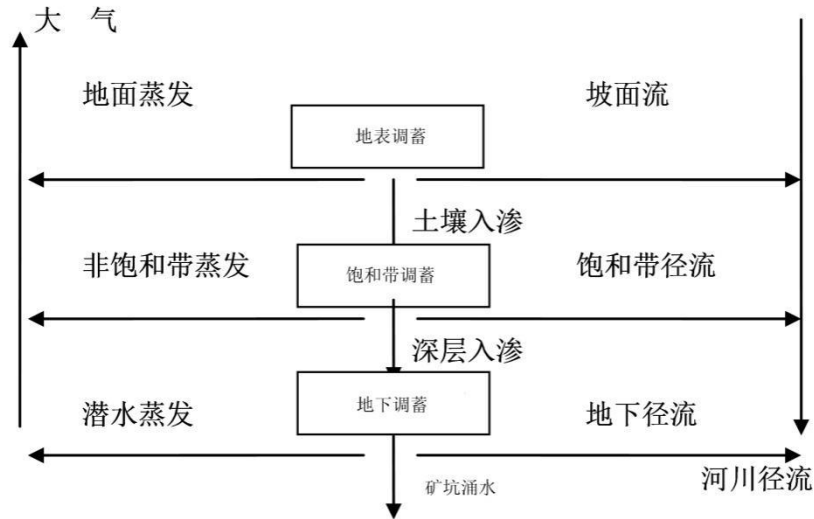 大 气
地面蒸发
坡面流
地表调蓄
土壤入渗
非饱和带蒸发
饱和带调蓄
饱和带径流
深层入渗
潜水蒸发
地下调蓄
地下径流
矿坑涌水
河川径流